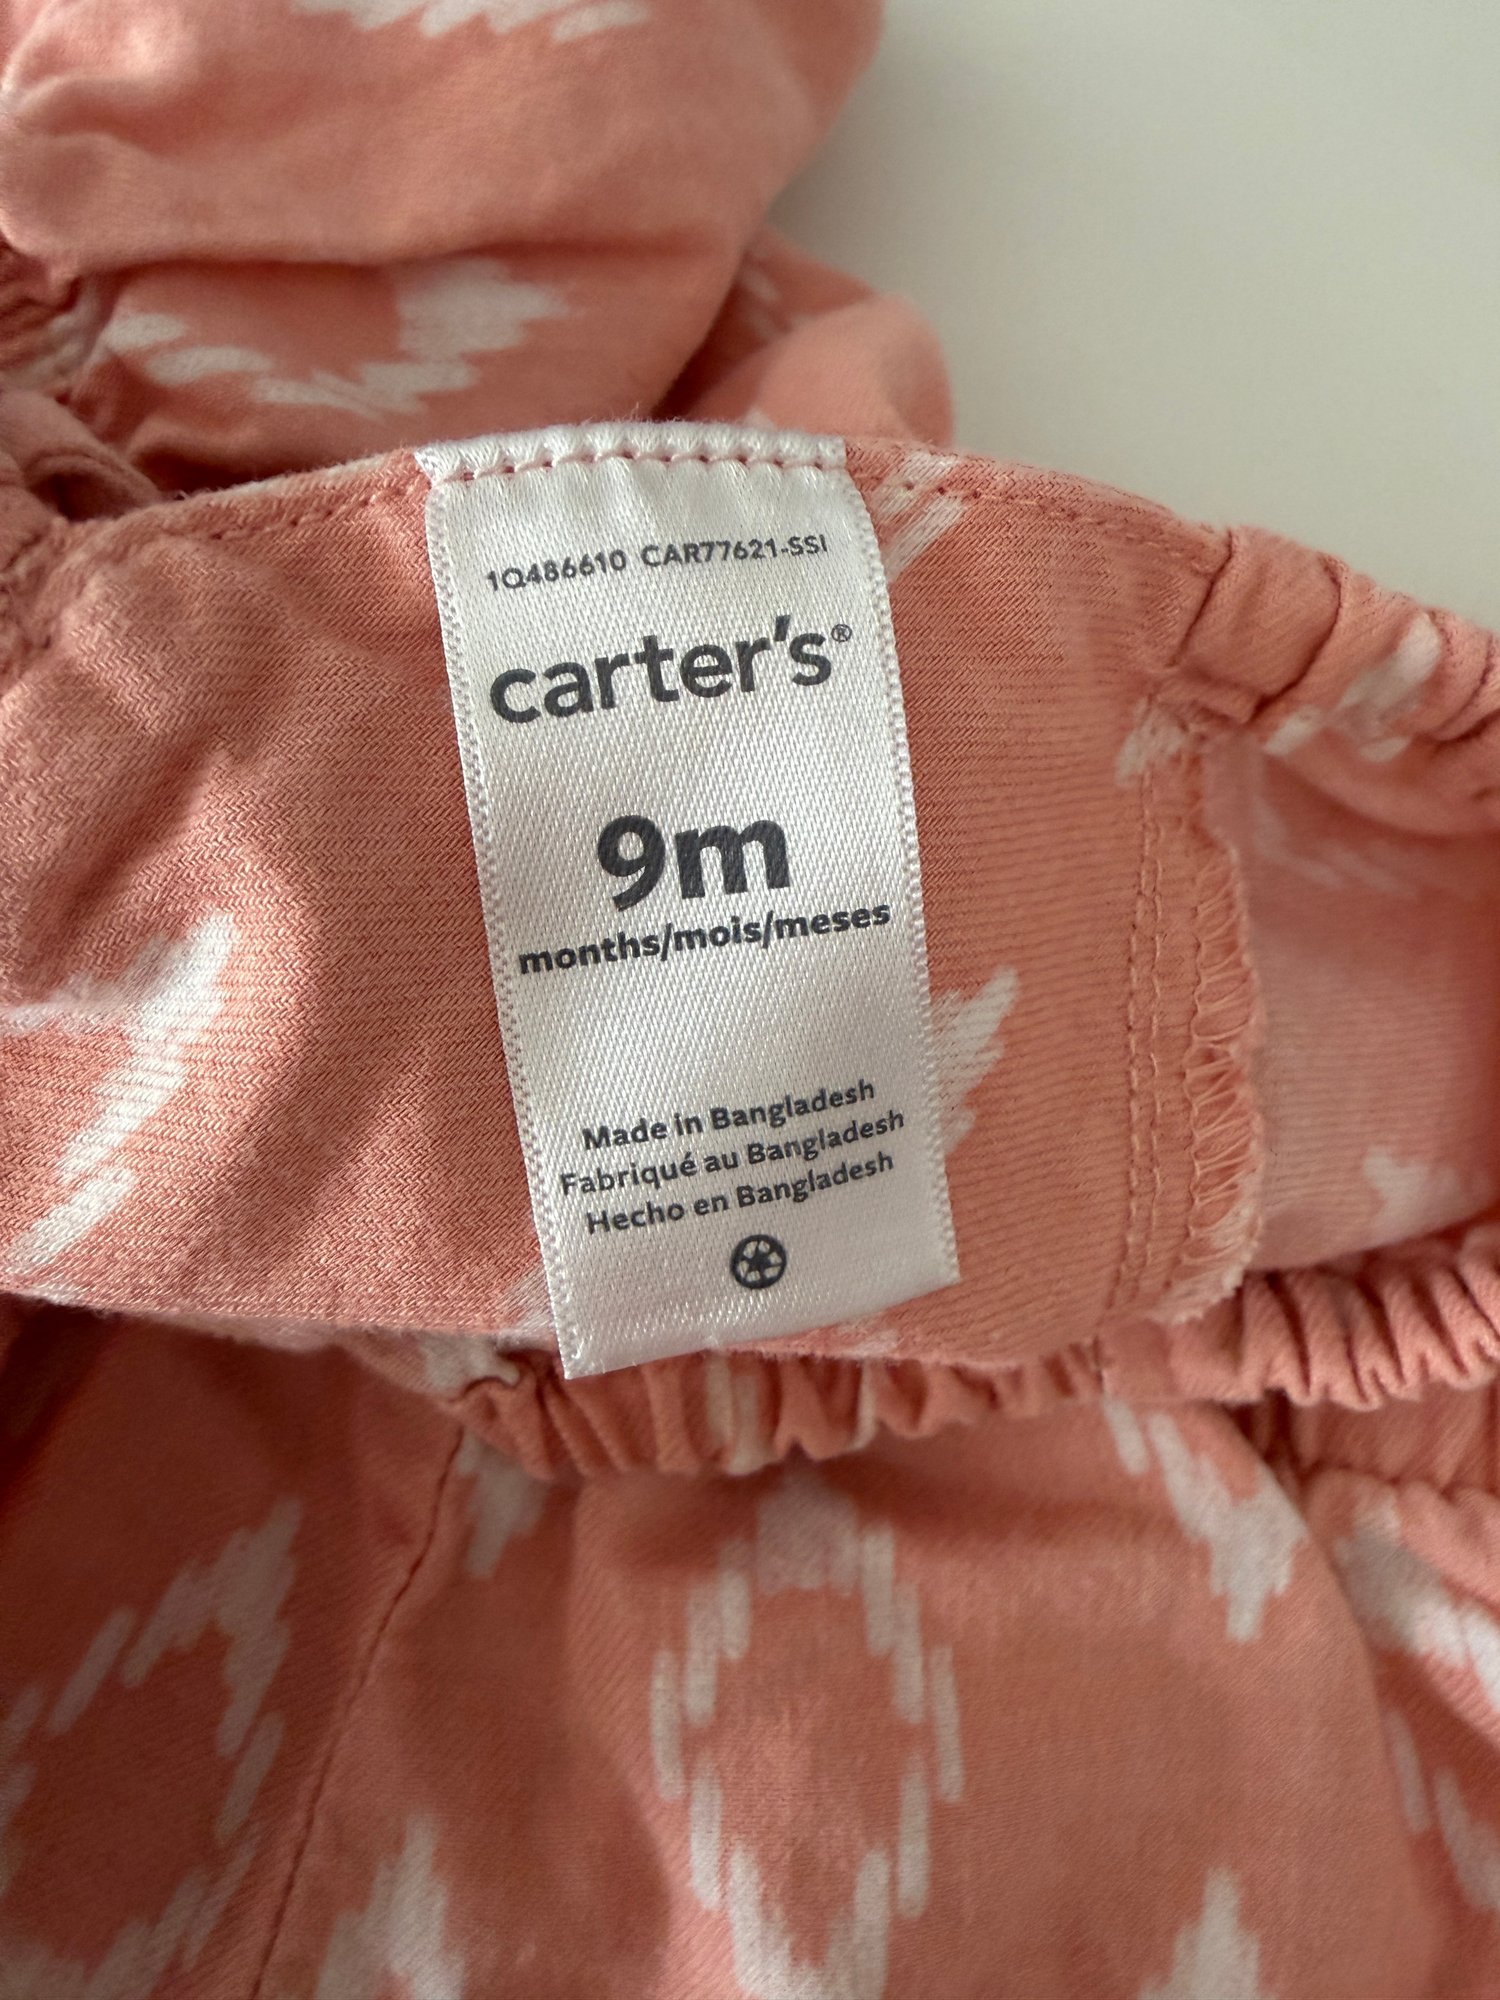 1Q486610 CAR77621-SSI
carter's®
9m
months/mois/meses
Made in Bangladesh
Fabriqué au Bangladesh
Hecho en Bangladesh